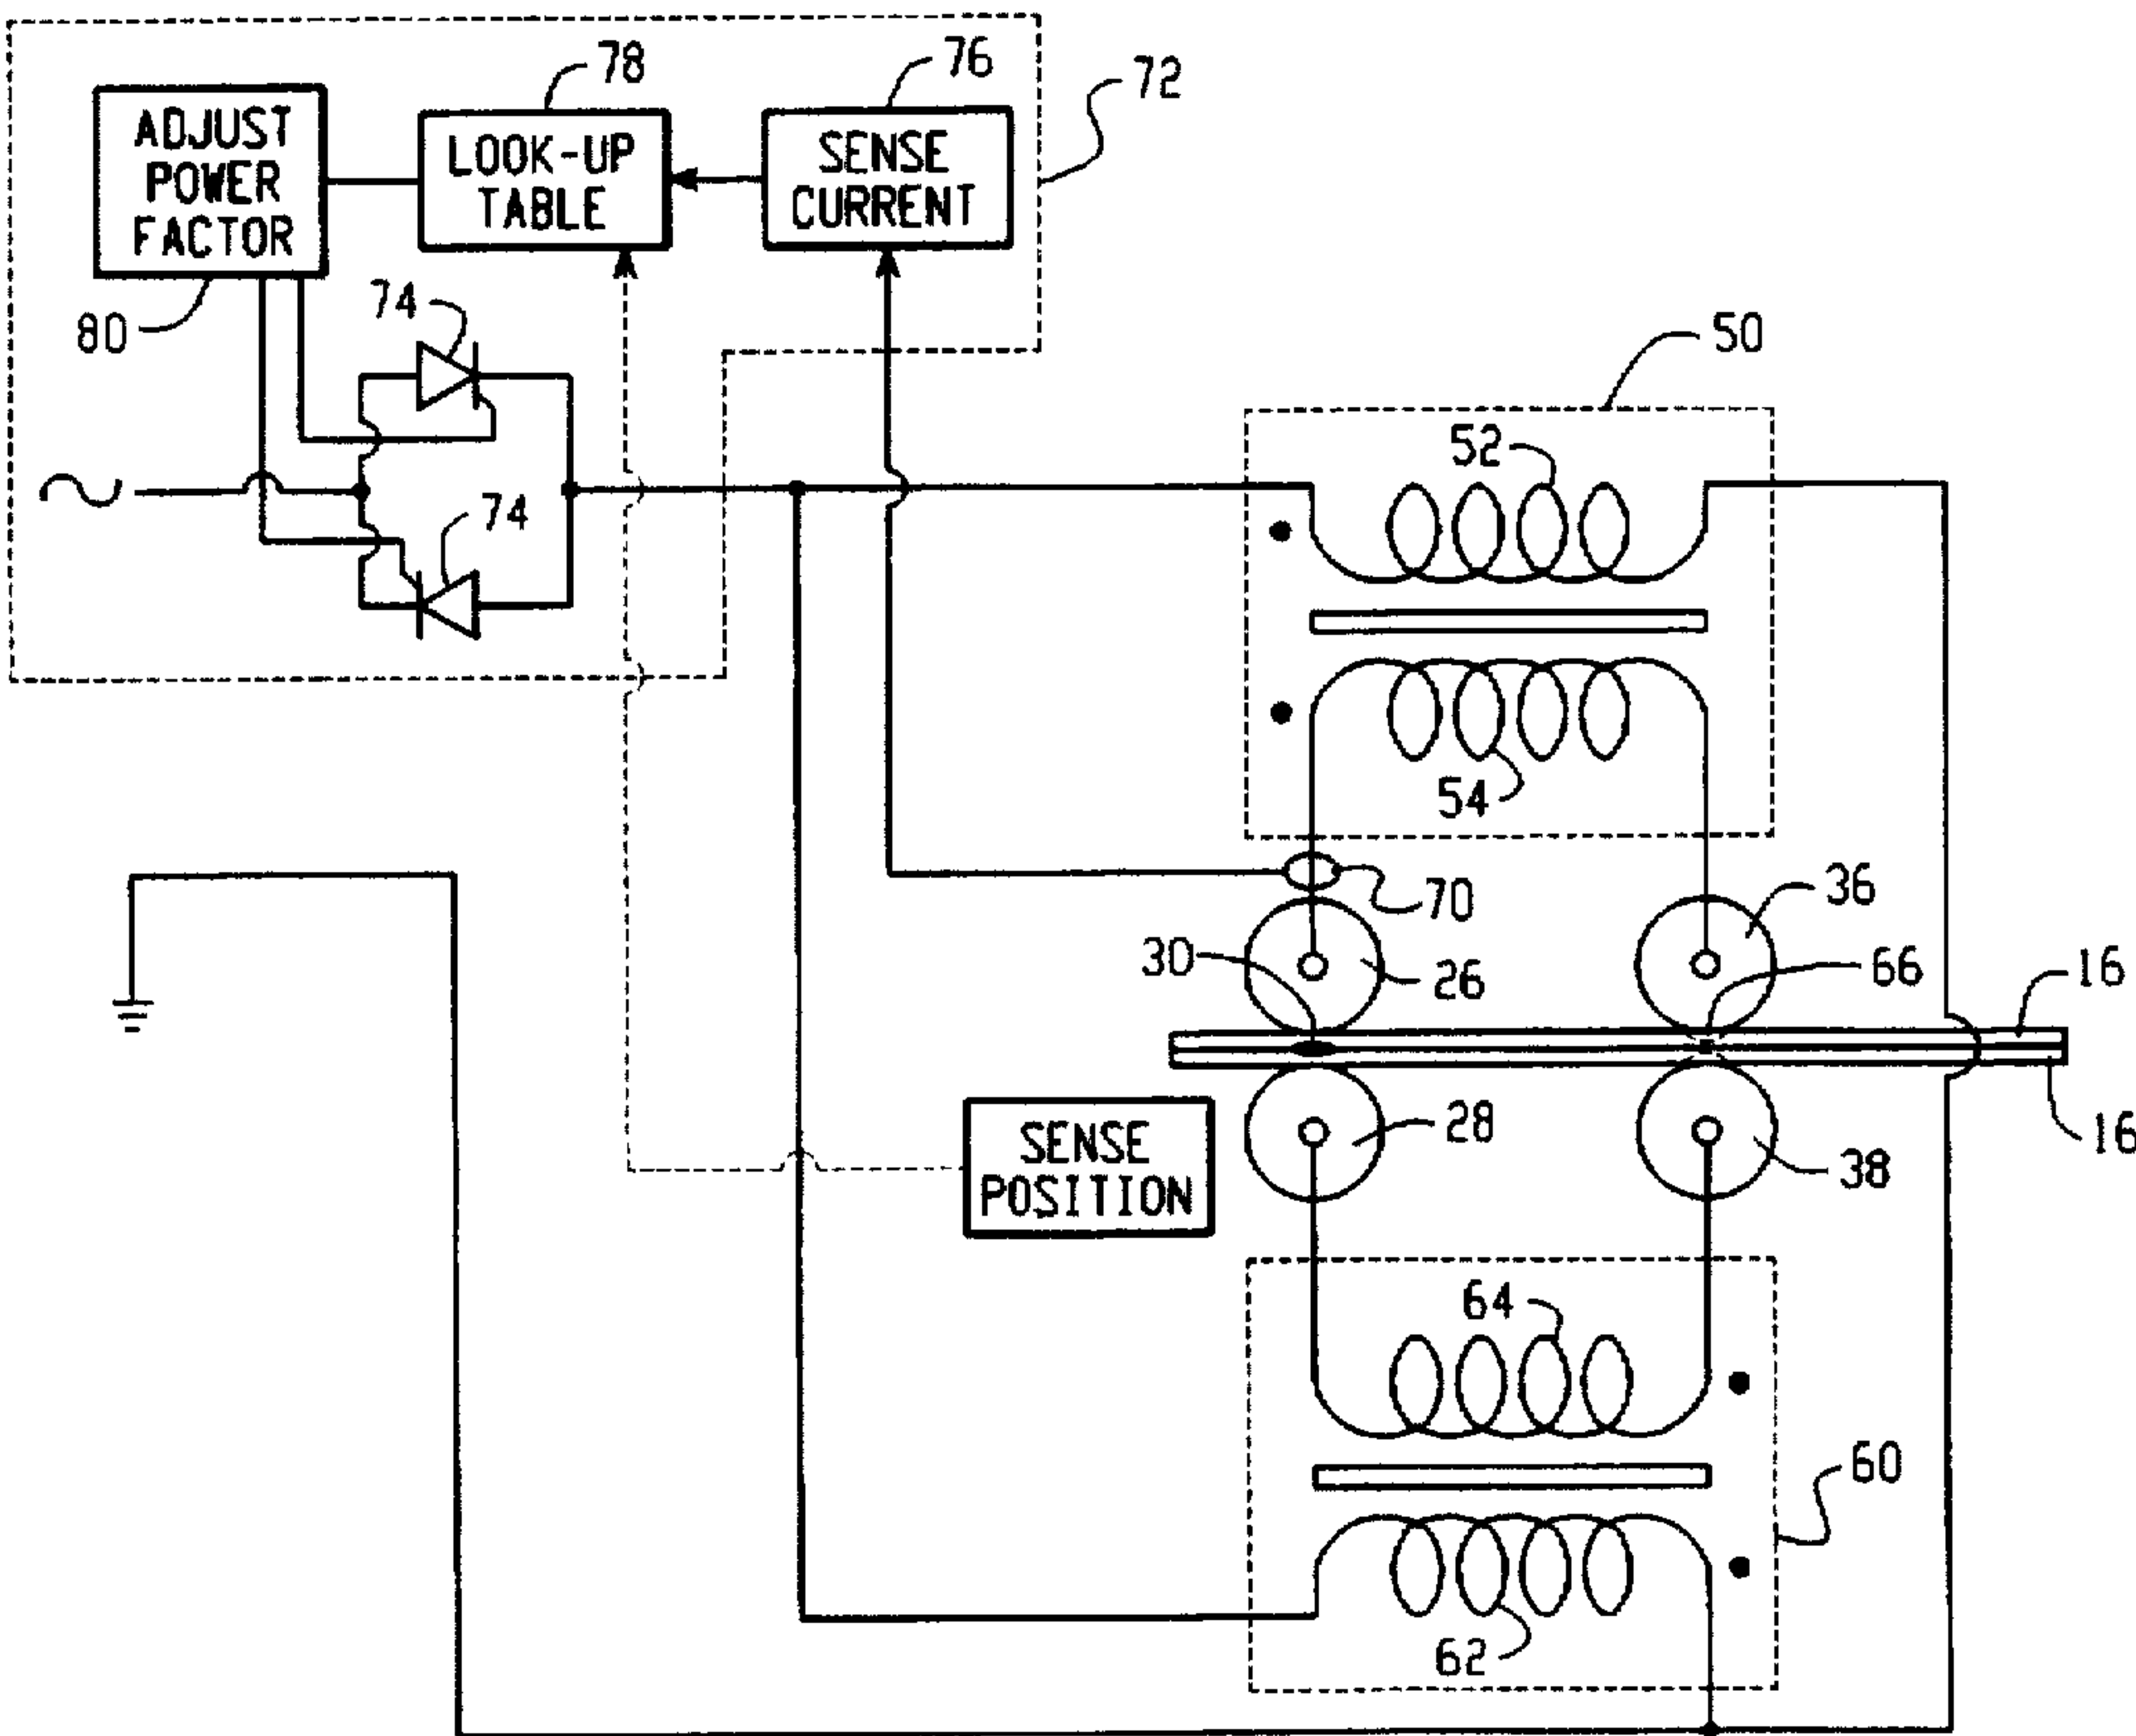 78
76
72
ADJUST
POWER
FACTOR
LOOK-UP
TABLE
SENSE
CURRENT
80
74
50
52
74
54
70
36
30
26
66
16
28
16
SENSE
POSITION
38
64
60
62